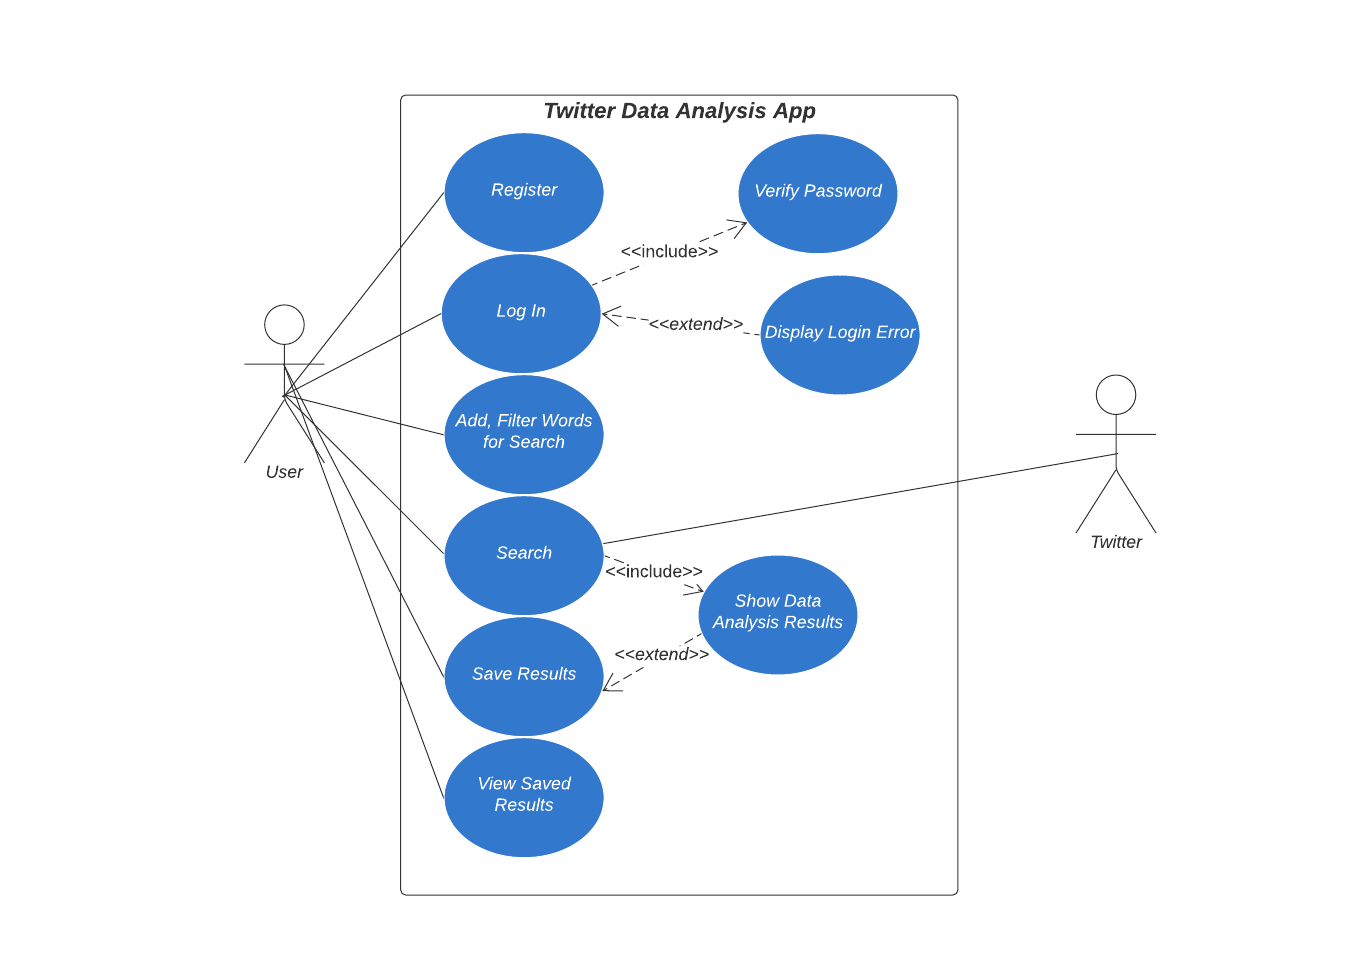 Twitter Data Analysis App
Register
Verify Password
<<include>>
Log In
<<extend>>
Display Login Error
Add, Filter Words
for Search
User
Search
Twitter
<<include>>
Show Data
Analysis Results
<<extend>>
Save Results
View Saved
Results